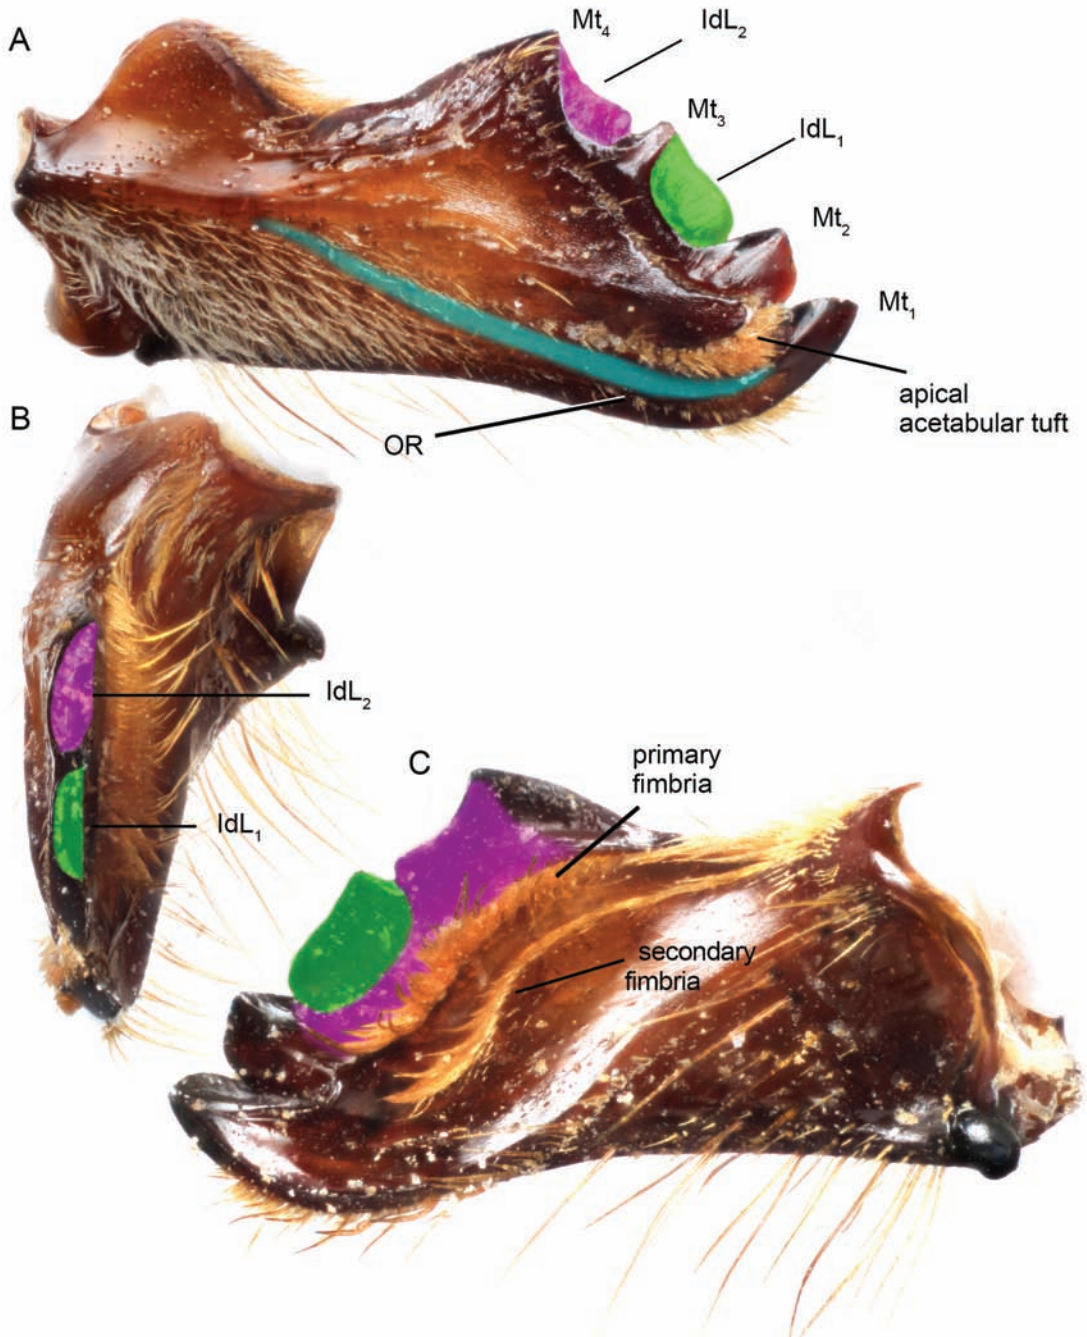 A
Mt4
IdL2
Mt3
IdL1
Mt2
Mt1
apical
acetabular tuft
OR
B
IdL2
IdL1
C
primary
fimbria
secondary
fimbria